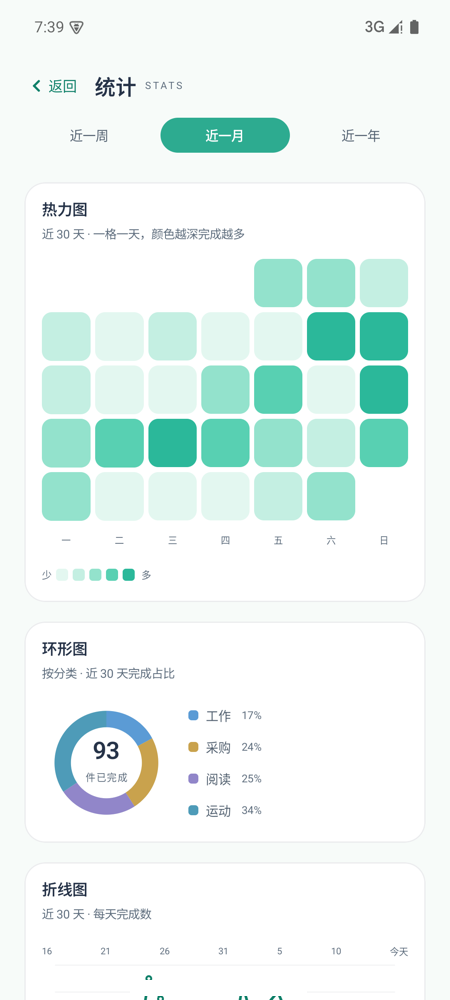 7:39 3G
返回 统计 STATS
近一周 近一月 近一年
热力图
近 30 天 · 一格一天，颜色越深完成越多
一 二 三 四 五 六 日
少 多
环形图
按分类 · 近 30 天完成占比
93
件已完成
工作 17%
采购 24%
阅读 25%
运动 34%
折线图
近 30 天 · 每天完成数
16 21 26 31 5 10 今天